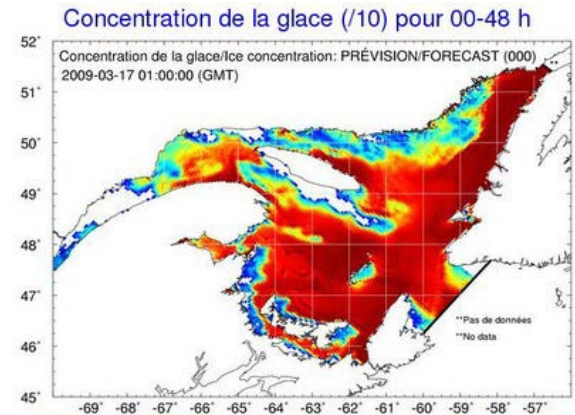 Concentration de la glace (/10) pour 00-48 h
Concentration de la glace/Ice concentration: PRÉVISION/FORECAST (000)
2009-03-17 01:00:00 (GMT)
52°
51°
50°
49°
48°
47°
46°
45°
**
**Pas de données
**No data
-69° -68° -67° -66° -65° -64° -63° -62° -61° -60° -59° -58° -57°